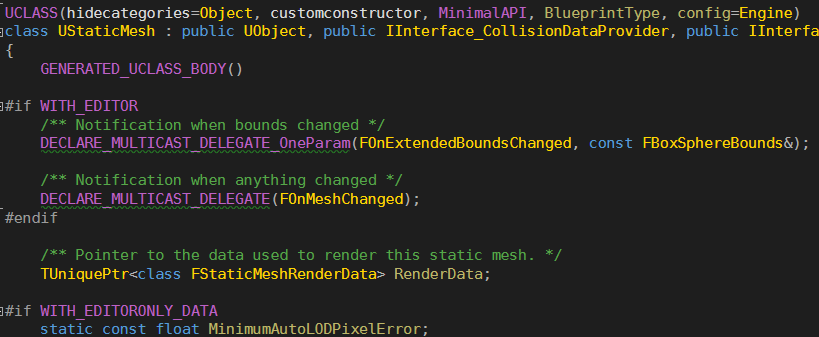 UCLASS(hidecategories=Object, customconstructor, MinimalAPI, BlueprintType, config=Engine)
class UStaticMesh : public UObject, public IInterface_CollisionDataProvider, public IInterfa
{
GENERATED_UCLASS_BODY()
#if WITH_EDITOR
/** Notification when bounds changed */
DECLARE_MULTICAST_DELEGATE_OneParam(FOnExtendedBoundsChanged, const FBoxSphereBounds&);
/** Notification when anything changed */
DECLARE_MULTICAST_DELEGATE(FOnMeshChanged);
#endif
/** Pointer to the data used to render this static mesh. */
TUniquePtr<class FStaticMeshRenderData> RenderData;
#if WITH_EDITORONLY_DATA
static const float MinimumAutoLODPixelError;